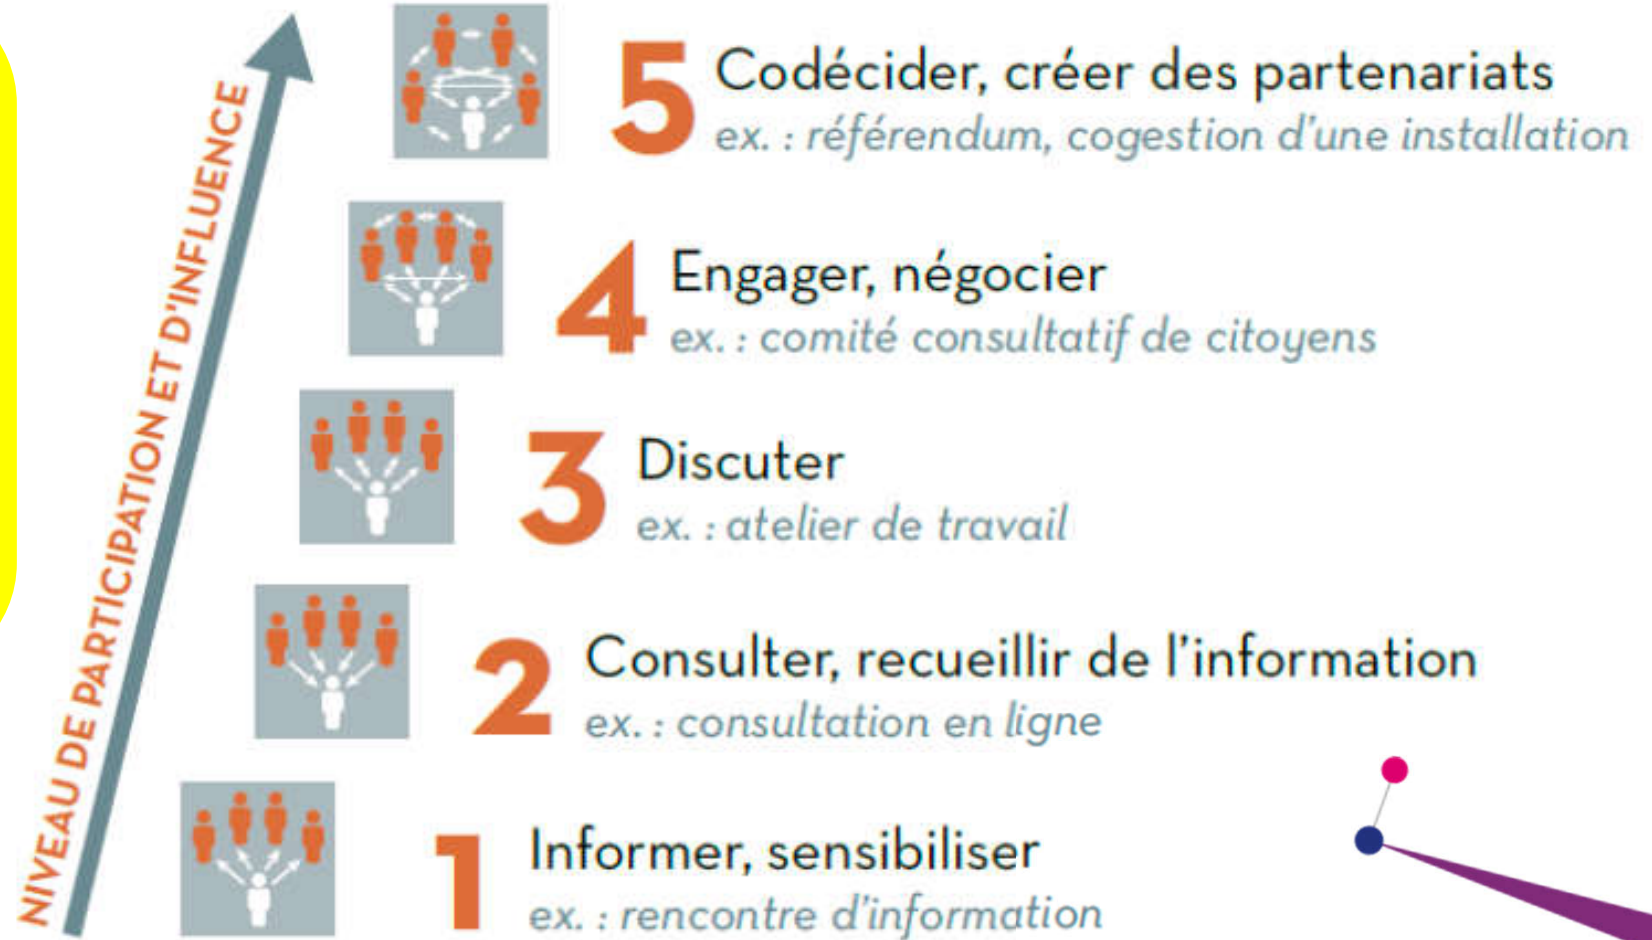 NIVEAU DE PARTICIPATION ET D'INFLUENCE
5
Codécider, créer des partenariats
ex. : référendum, cogestion d'une installation
4
Engager, négocier
ex. : comité consultatif de citoyens
3
Discuter
ex. : atelier de travail
2
Consulter, recueillir de l'information
ex. : consultation en ligne
1
Informer, sensibiliser
ex. : rencontre d'information